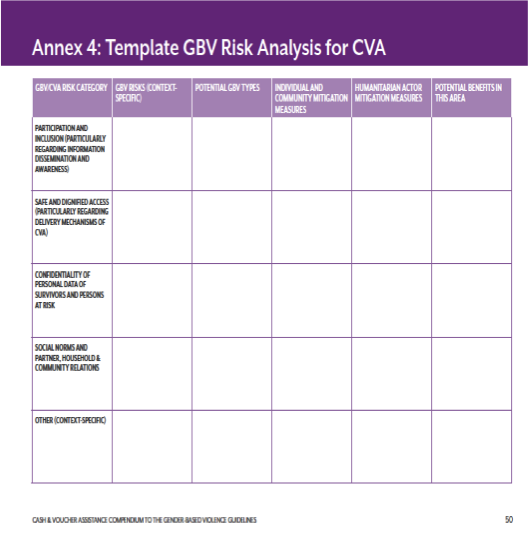 Annex 4: Template GBV Risk Analysis for CVA
GBV/CVA RISK CATEGORY
GBV RISKS (CONTEXT-
SPECIFIC)
POTENTIAL GBV TYPES
INDIVIDUAL AND
COMMUNITY MITIGATION
MEASURES
HUMANITARIAN ACTOR
MITIGATION MEASURES
POTENTIAL BENEFITS IN
THIS AREA
PARTICIPATION AND
INCLUSION (PARTICULARLY
REGARDING INFORMATION
DISSEMINATION AND
AWARENESS)
SAFE AND DIGNIFIED ACCESS
(PARTICULARLY REGARDING
DELIVERY MECHANISMS OF
CVA)
CONFIDENTIALITY OF
PERSONAL DATA OF
SURVIVORS AND PERSONS
AT RISK
SOCIAL NORMS AND
PARTNER, HOUSEHOLD &
COMMUNITY RELATIONS
OTHER (CONTEXT-SPECIFIC)
CASH & VOUCHER ASSISTANCE COMPENDIUM TO THE GENDER-BASED VIOLENCE GUIDELINES
50